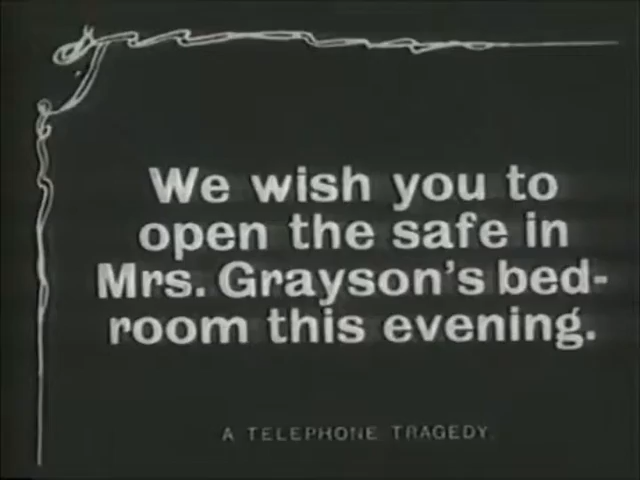 We wish you to
open the safe in
Mrs. Grayson's bed-
room this evening.
A TELEPHONE TRAGEDY.